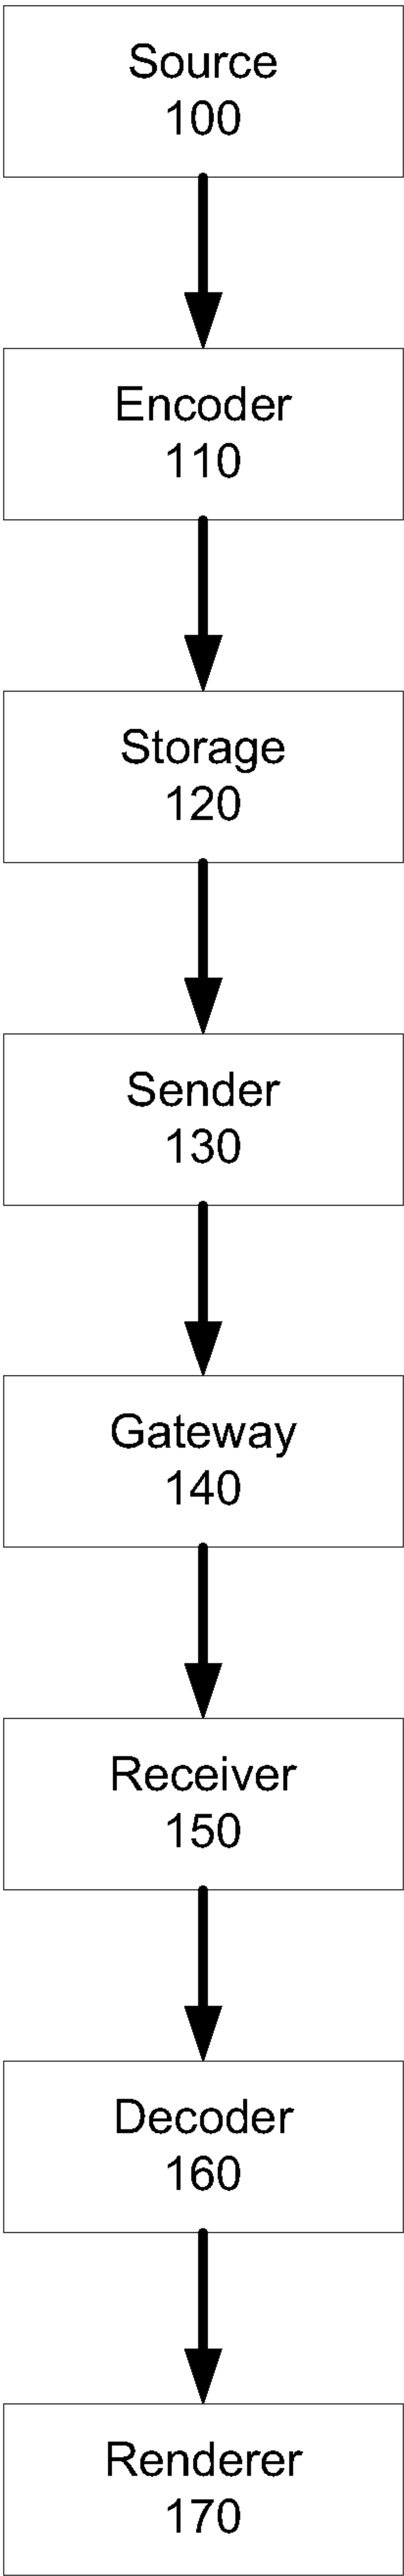 Source
100
Encoder
110
Storage
120
Sender
130
Gateway
140
Receiver
150
Decoder
160
Renderer
170